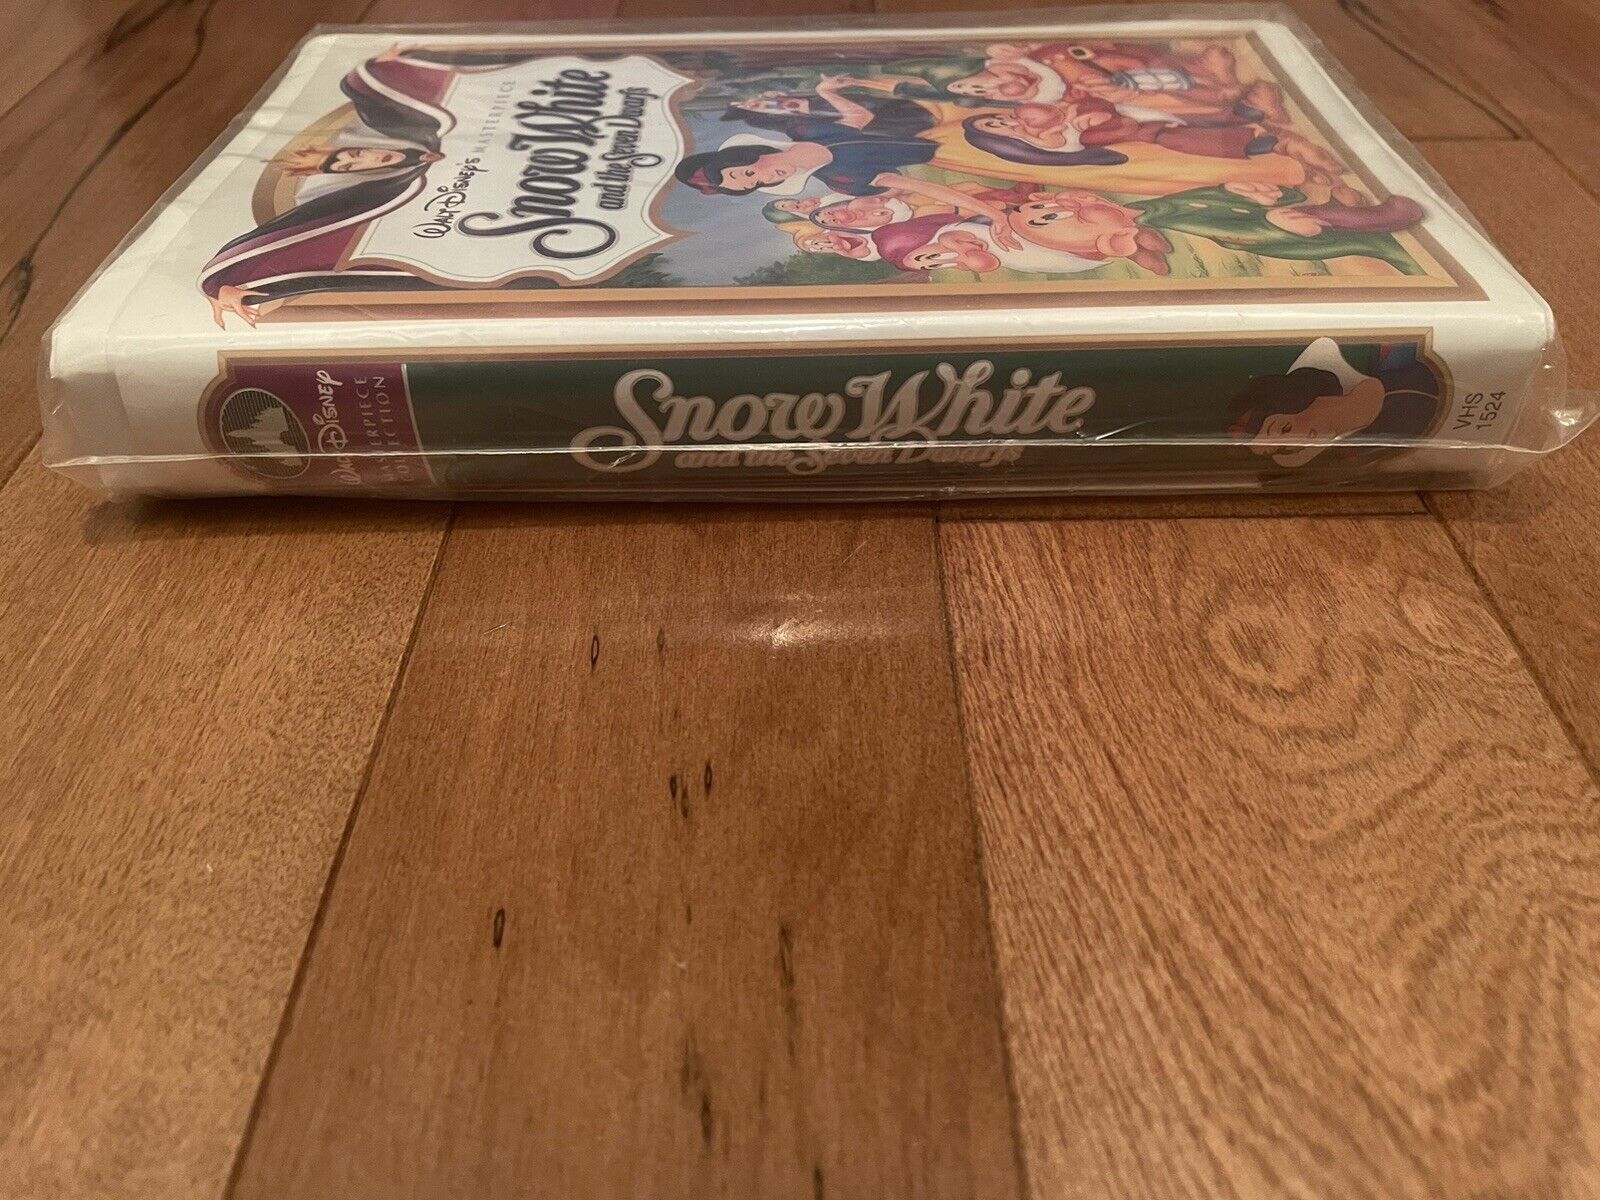 WALT DISNEY'S MASTERPIECE
Snow White
and the Seven Dwarfs
WALT DISNEY
MASTERPIECE
COLLECTION
Snow White
and the Seven Dwarfs
VHS
1524